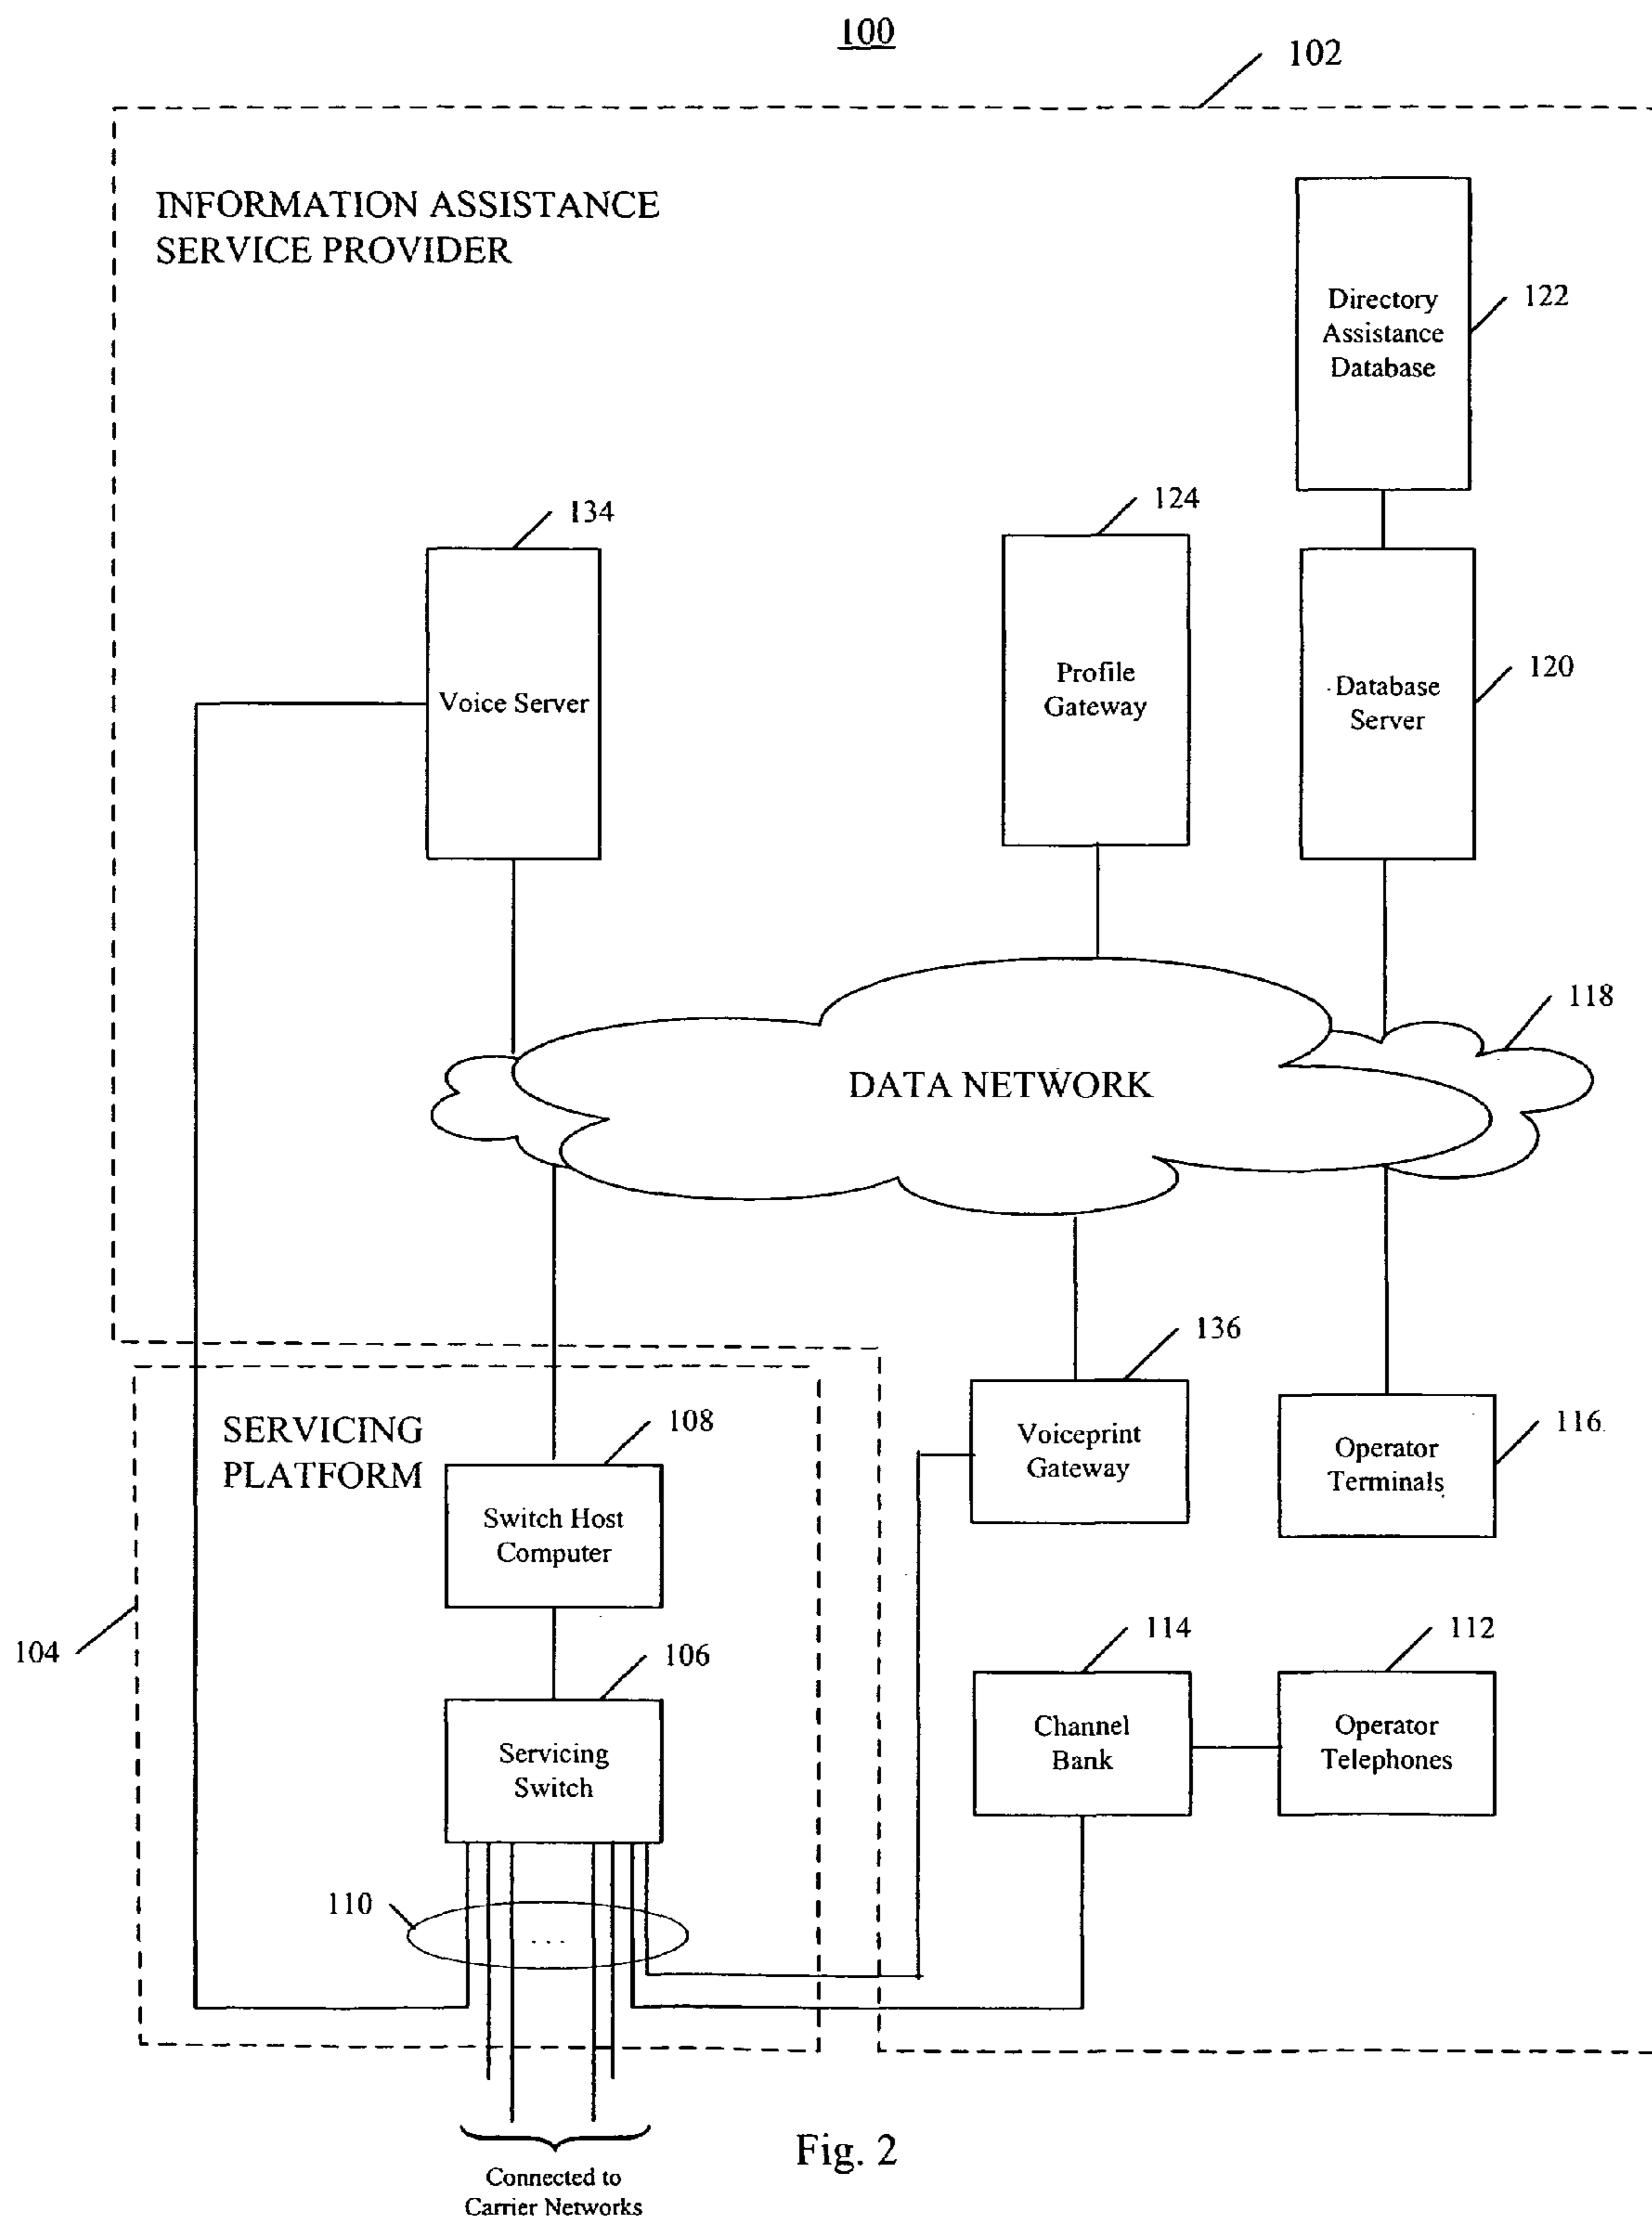 100
102
INFORMATION ASSISTANCE
SERVICE PROVIDER
Directory
Assistance
Database
122
134
124
Voice Server
Profile
Gateway
Database
Server
120
118
DATA NETWORK
136
SERVICING
PLATFORM
108
Voiceprint
Gateway
116
Operator
Terminals
Switch Host
Computer
104
106
114
112
Servicing
Switch
Channel
Bank
Operator
Telephones
110
...
Connected to
Carrier Networks
Fig. 2